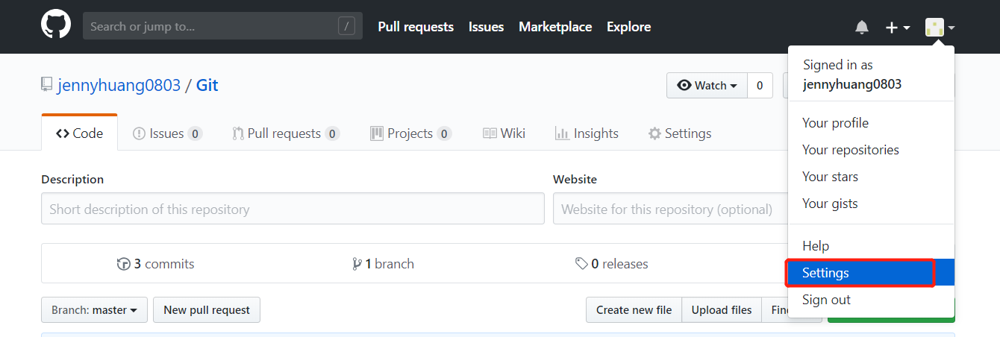 Search or jump to... /
Pull requests Issues Marketplace Explore
Signed in as
jennyhuang0803
Your profile
Your repositories
Your stars
Your gists
Help
Settings
Sign out
jennyhuang0803 / Git
Watch 0
Code Issues 0 Pull requests 0 Projects 0 Wiki Insights Settings
Description Website
Short description of this repository Website for this repository (optional)
3 commits 1 branch 0 releases
Branch: master New pull request Create new file Upload files